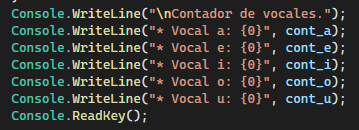 Console.WriteLine("\nContador de vocales.");
Console.WriteLine("* Vocal a: {0}", cont_a);
Console.WriteLine("* Vocal e: {0}", cont_e);
Console.WriteLine("* Vocal i: {0}", cont_i);
Console.WriteLine("* Vocal o: {0}", cont_o);
Console.WriteLine("* Vocal u: {0}", cont_u);
Console.ReadKey();